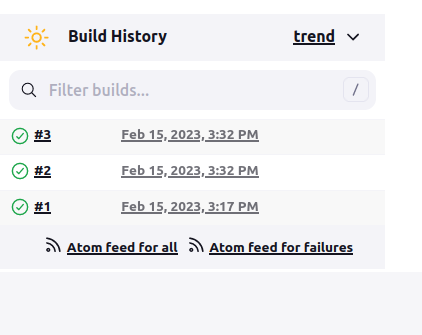 Build History trend
Filter builds... /
#3 Feb 15, 2023, 3:32 PM
#2 Feb 15, 2023, 3:32 PM
#1 Feb 15, 2023, 3:17 PM
Atom feed for all Atom feed for failures